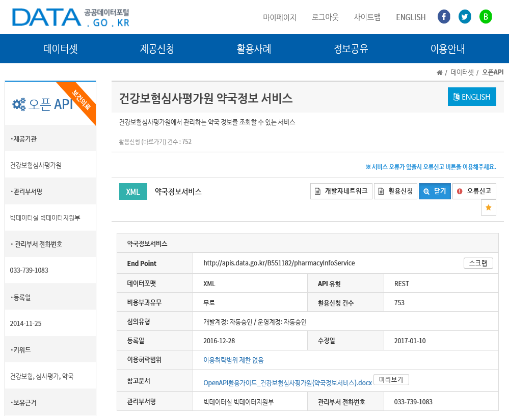 DATA 공공데이터포털
. GO . KR
마이페이지 로그아웃 사이트맵 ENGLISH
데이터셋 제공신청 활용사례 정보공유 이용안내
/ 데이터셋 / 오픈API
오픈 API
보건의료
제공기관
건강보험심사평가원
관리부서명
빅데이터실 빅데이터지원부
관리부서 전화번호
033-739-1083
등록일
2014-11-25
키워드
건강보험, 심사평가, 약국
보유근거
건강보험심사평가원 약국정보 서비스
ENGLISH
건강보험심사평가원에서 관리하는 약국 정보를 조회할 수 있는 서비스
활용신청 [바로가기] 건수 : 752
※ 서비스 오류가 있을시 오류신고 버튼을 이용해주세요.
XML 약국정보서비스
개발자네트워크 활용신청 닫기 오류신고
약국정보서비스
End Point http://apis.data.go.kr/B551182/pharmacyInfoService 스크랩
데이터포맷 XML API 유형 REST
비용부과유무 무료 활용신청 건수 753
심의유형 개발계정: 자동승인 / 운영계정: 자동승인
등록일 2016-12-28 수정일 2017-01-10
이용허락범위 이용허락범위 제한 없음
참고문서 OpenAPI활용가이드_건강보험심사평가원(약국정보서비스).docx 미리보기
관리부서명 빅데이터실 빅데이터지원부 관리부서 전화번호 033-739-1083